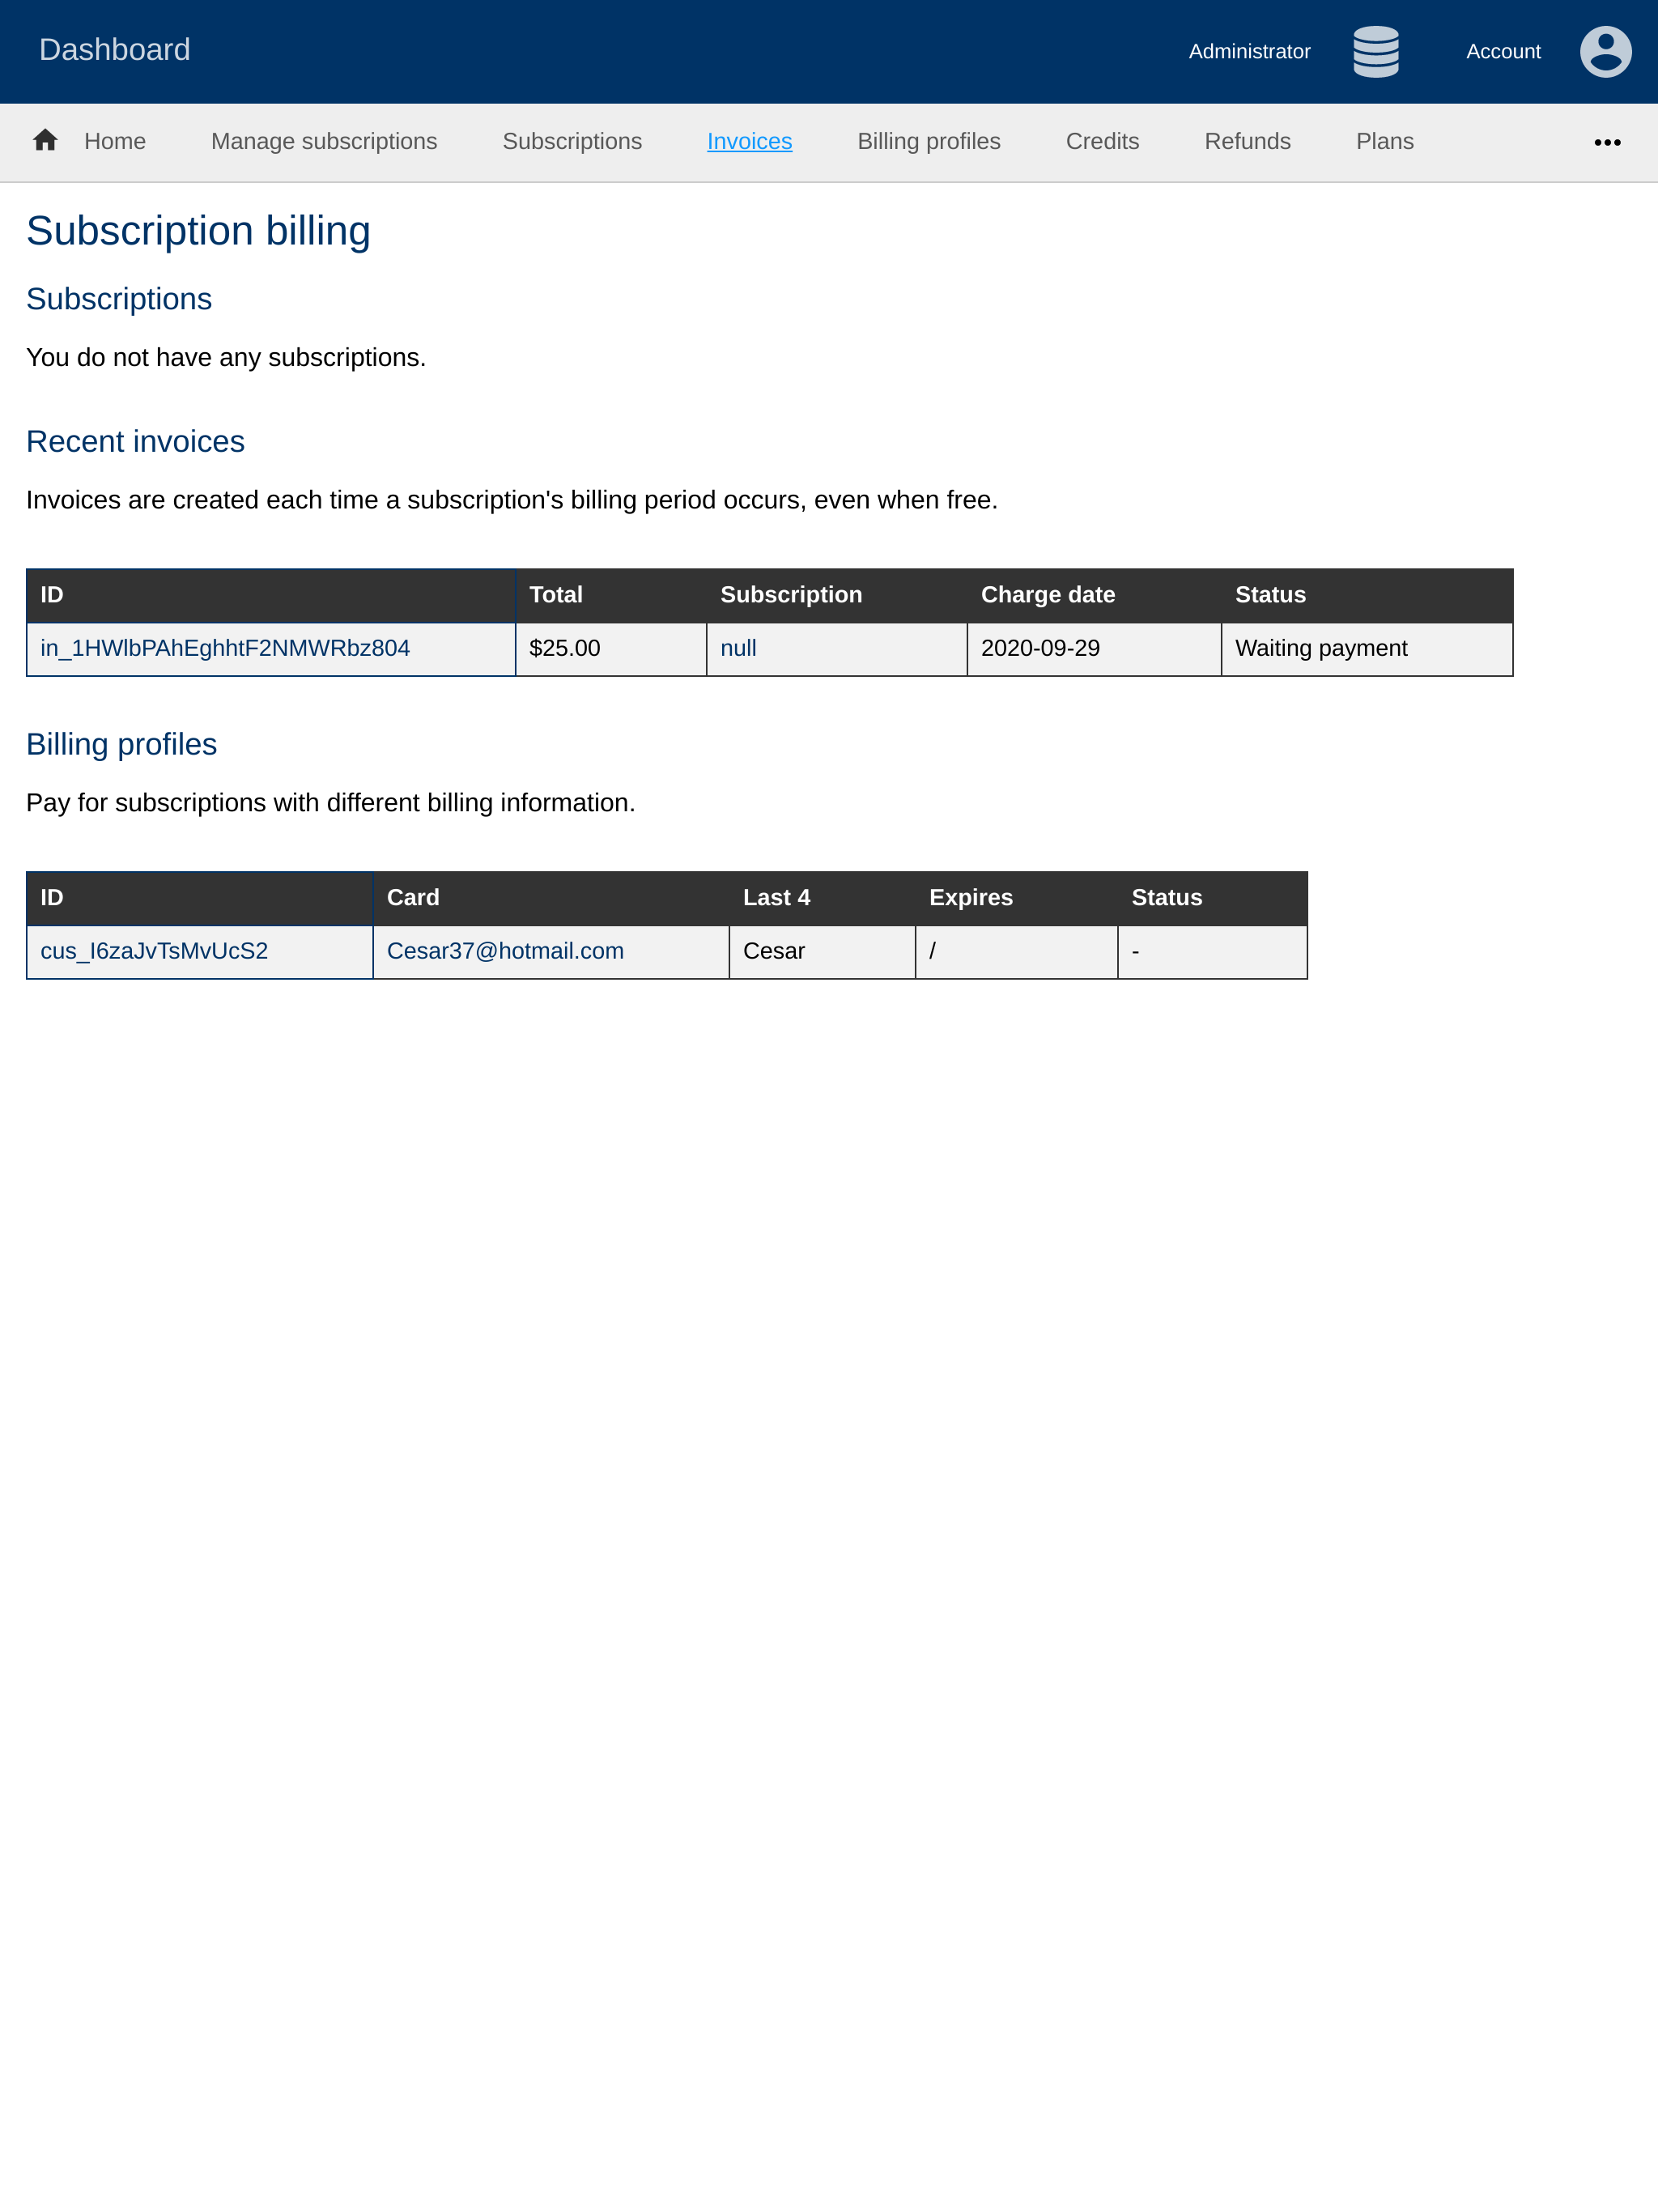 Dashboard Administrator Account
Home Manage subscriptions Subscriptions Invoices Billing profiles Credits Refunds Plans
Subscription billing
Subscriptions
You do not have any subscriptions.
Recent invoices
Invoices are created each time a subscription's billing period occurs, even when free.
ID Total Subscription Charge date Status
in_1HWlbPAhEghhtF2NMWRbz804 $25.00 null 2020-09-29 Waiting payment
Billing profiles
Pay for subscriptions with different billing information.
ID Card Last 4 Expires Status
cus_I6zaJvTsMvUcS2 Cesar37@hotmail.com Cesar / -